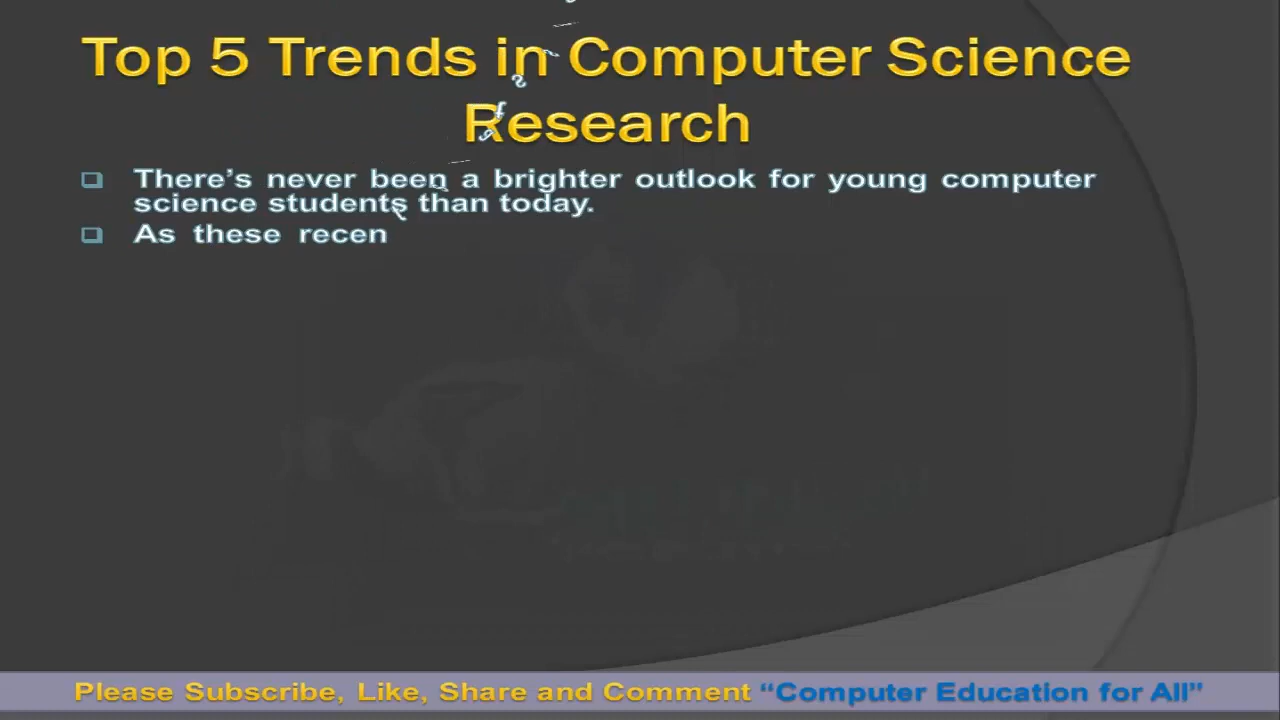 Top 5 Trends in Computer Science
Research
There’s never been a brighter outlook for young computer
science students than today.
As these recen
Please Subscribe, Like, Share and Comment “Computer Education for All”